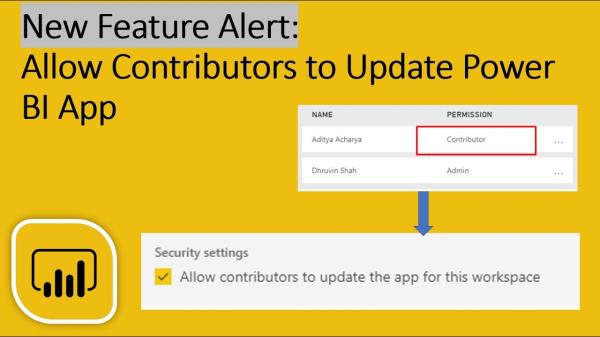 New Feature Alert:
Allow Contributors to Update Power
BI App
NAME PERMISSION
Aditya Acharya Contributor ...
Dhruvin Shah Admin ...
Security settings
Allow contributors to update the app for this workspace